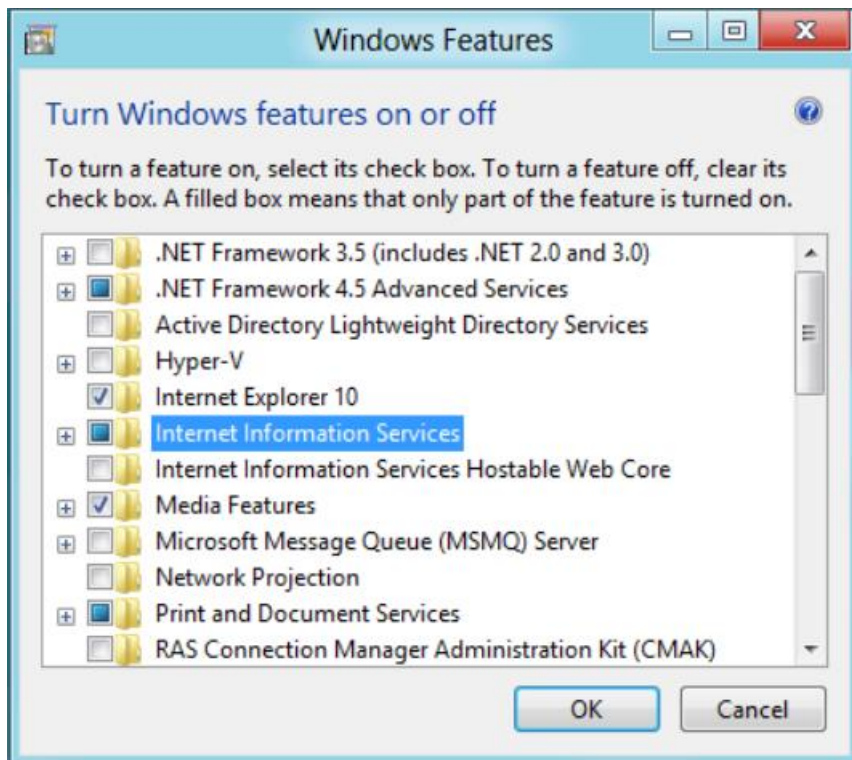 Windows Features
Turn Windows features on or off
To turn a feature on, select its check box. To turn a feature off, clear its
check box. A filled box means that only part of the feature is turned on.
.NET Framework 3.5 (includes .NET 2.0 and 3.0)
.NET Framework 4.5 Advanced Services
Active Directory Lightweight Directory Services
Hyper-V
Internet Explorer 10
Internet Information Services
Internet Information Services Hostable Web Core
Media Features
Microsoft Message Queue (MSMQ) Server
Network Projection
Print and Document Services
RAS Connection Manager Administration Kit (CMAK)
OK Cancel